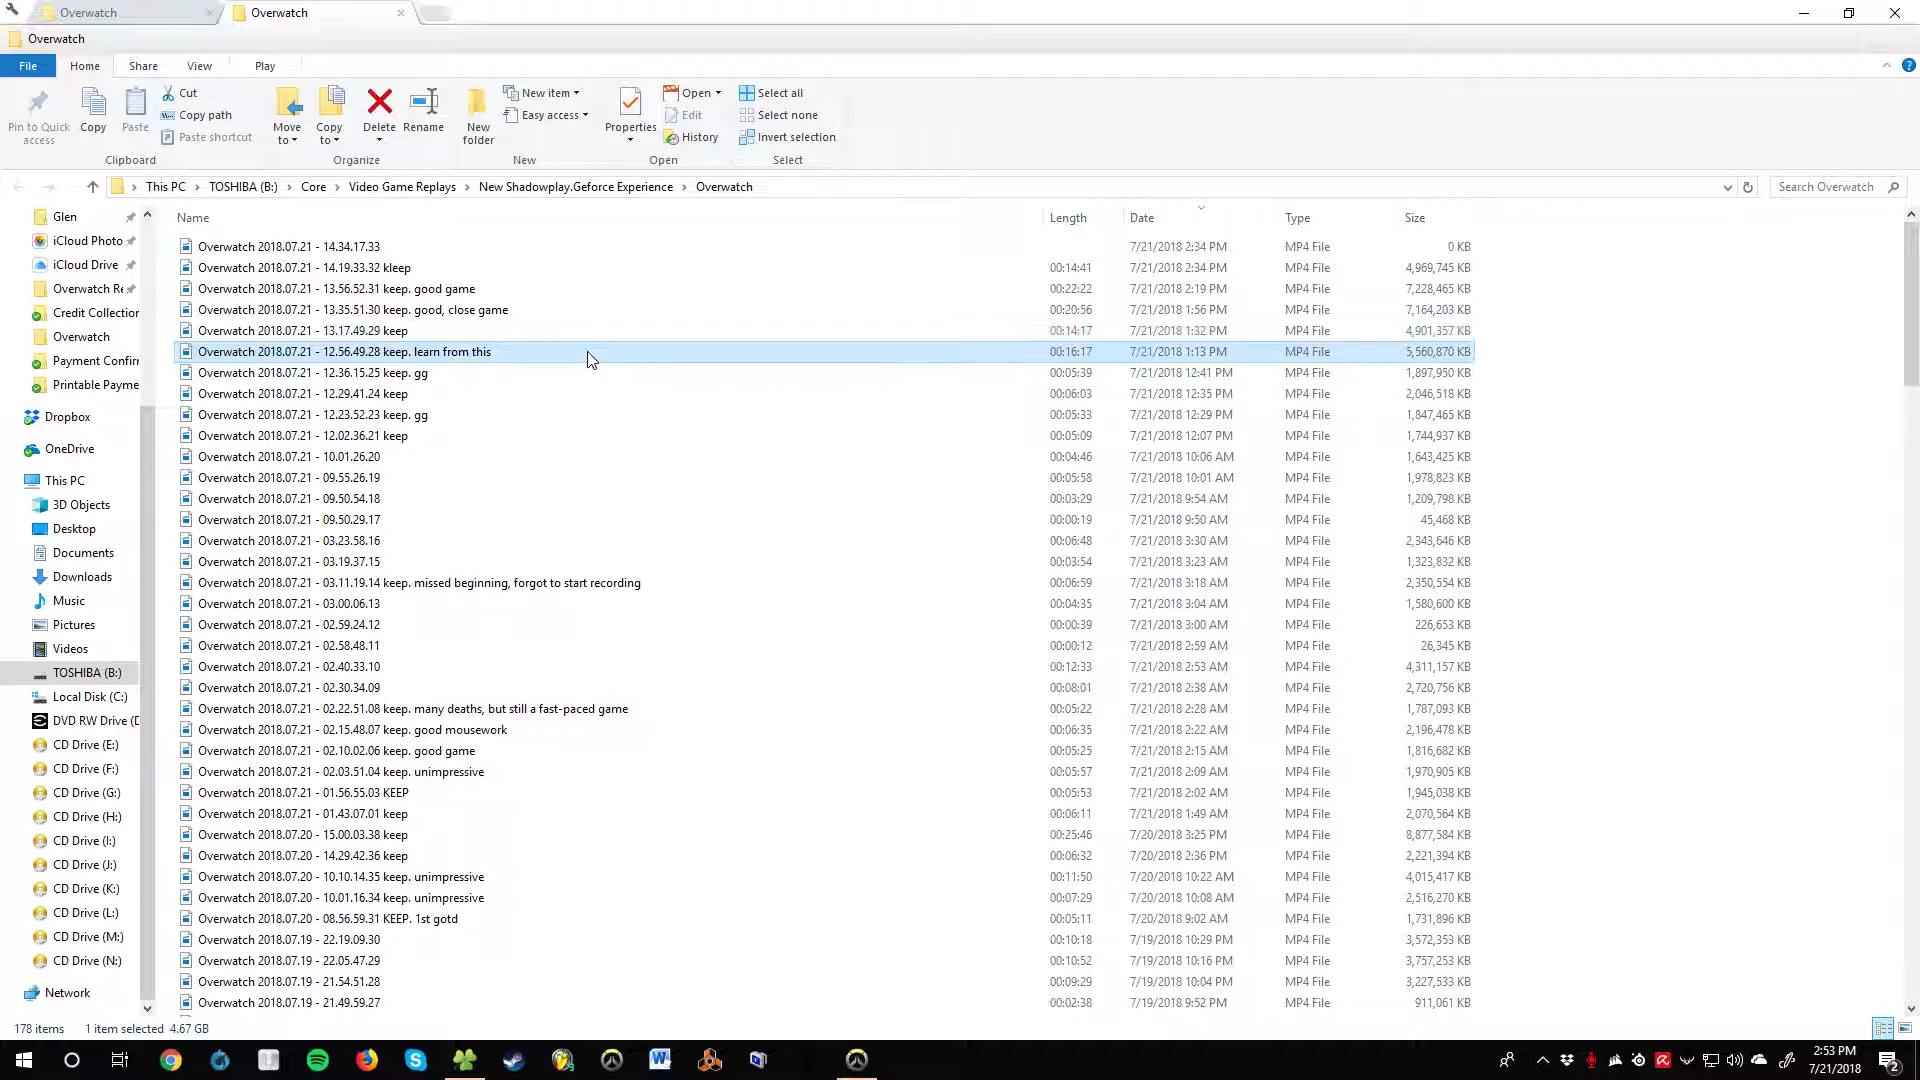 Overwatch
Overwatch
Overwatch
File Home Share View Play
Pin to Quick access
Copy
Paste
Cut
Copy path
Paste shortcut
Clipboard
Move to
Copy to
Delete
Rename
Organize
New folder
New item
Easy access
New
Properties
Open
Edit
History
Open
Select all
Select none
Invert selection
Select
This PC TOSHIBA (B:) Core Video Game Replays New Shadowplay.Geforce Experience Overwatch
Search Overwatch
Glen
iCloud Photo
iCloud Drive
Overwatch Re
Credit Collection
Overwatch
Payment Confir
Printable Payme
Dropbox
OneDrive
This PC
3D Objects
Desktop
Documents
Downloads
Music
Pictures
Videos
TOSHIBA (B:)
Local Disk (C:)
DVD RW Drive (D
CD Drive (E:)
CD Drive (F:)
CD Drive (G:)
CD Drive (H:)
CD Drive (I:)
CD Drive (J:)
CD Drive (K:)
CD Drive (L:)
CD Drive (M:)
CD Drive (N:)
Network
Name Length Date Type Size
Overwatch 2018.07.21 - 14.34.17.33 7/21/2018 2:34 PM MP4 File 0 KB
Overwatch 2018.07.21 - 14.19.33.32 kleep 00:14:41 7/21/2018 2:34 PM MP4 File 4,969,745 KB
Overwatch 2018.07.21 - 13.56.52.31 keep. good game 00:22:22 7/21/2018 2:19 PM MP4 File 7,228,465 KB
Overwatch 2018.07.21 - 13.35.51.30 keep. good, close game 00:20:56 7/21/2018 1:56 PM MP4 File 7,164,203 KB
Overwatch 2018.07.21 - 13.17.49.29 keep 00:14:17 7/21/2018 1:32 PM MP4 File 4,901,357 KB
Overwatch 2018.07.21 - 12.56.49.28 keep. learn from this 00:16:17 7/21/2018 1:13 PM MP4 File 5,560,870 KB
Overwatch 2018.07.21 - 12.36.15.25 keep. gg 00:05:39 7/21/2018 12:41 PM MP4 File 1,897,950 KB
Overwatch 2018.07.21 - 12.29.41.24 keep 00:06:03 7/21/2018 12:35 PM MP4 File 2,046,518 KB
Overwatch 2018.07.21 - 12.23.52.23 keep. gg 00:05:33 7/21/2018 12:29 PM MP4 File 1,847,465 KB
Overwatch 2018.07.21 - 12.02.36.21 keep 00:05:09 7/21/2018 12:07 PM MP4 File 1,744,937 KB
Overwatch 2018.07.21 - 10.01.26.20 00:04:46 7/21/2018 10:06 AM MP4 File 1,643,425 KB
Overwatch 2018.07.21 - 09.55.26.19 00:05:58 7/21/2018 10:01 AM MP4 File 1,978,823 KB
Overwatch 2018.07.21 - 09.50.54.18 00:03:29 7/21/2018 9:54 AM MP4 File 1,209,798 KB
Overwatch 2018.07.21 - 09.50.29.17 00:00:19 7/21/2018 9:50 AM MP4 File 45,468 KB
Overwatch 2018.07.21 - 03.23.58.16 00:06:48 7/21/2018 3:30 AM MP4 File 2,343,646 KB
Overwatch 2018.07.21 - 03.19.37.15 00:03:54 7/21/2018 3:23 AM MP4 File 1,323,832 KB
Overwatch 2018.07.21 - 03.11.19.14 keep. missed beginning, forgot to start recording 00:06:59 7/21/2018 3:18 AM MP4 File 2,350,554 KB
Overwatch 2018.07.21 - 03.00.06.13 00:04:35 7/21/2018 3:04 AM MP4 File 1,580,600 KB
Overwatch 2018.07.21 - 02.59.24.12 00:00:39 7/21/2018 3:00 AM MP4 File 226,653 KB
Overwatch 2018.07.21 - 02.58.48.11 00:00:12 7/21/2018 2:59 AM MP4 File 26,345 KB
Overwatch 2018.07.21 - 02.40.33.10 00:12:33 7/21/2018 2:53 AM MP4 File 4,311,157 KB
Overwatch 2018.07.21 - 02.30.34.09 00:08:01 7/21/2018 2:38 AM MP4 File 2,720,756 KB
Overwatch 2018.07.21 - 02.22.51.08 keep. many deaths, but still a fast-paced game 00:05:22 7/21/2018 2:28 AM MP4 File 1,787,093 KB
Overwatch 2018.07.21 - 02.15.48.07 keep. good mousework 00:06:35 7/21/2018 2:22 AM MP4 File 2,196,478 KB
Overwatch 2018.07.21 - 02.10.02.06 keep. good game 00:05:25 7/21/2018 2:15 AM MP4 File 1,816,682 KB
Overwatch 2018.07.21 - 02.03.51.04 keep. unimpressive 00:05:57 7/21/2018 2:09 AM MP4 File 1,970,905 KB
Overwatch 2018.07.21 - 01.56.55.03 KEEP 00:05:53 7/21/2018 2:02 AM MP4 File 1,945,038 KB
Overwatch 2018.07.21 - 01.43.07.01 keep 00:06:11 7/21/2018 1:49 AM MP4 File 2,070,564 KB
Overwatch 2018.07.20 - 15.00.03.38 keep 00:25:46 7/20/2018 3:25 PM MP4 File 8,877,584 KB
Overwatch 2018.07.20 - 14.29.42.36 keep 00:06:32 7/20/2018 2:36 PM MP4 File 2,221,394 KB
Overwatch 2018.07.20 - 10.10.14.35 keep. unimpressive 00:11:50 7/20/2018 10:22 AM MP4 File 4,015,417 KB
Overwatch 2018.07.20 - 10.01.16.34 keep. unimpressive 00:07:29 7/20/2018 10:08 AM MP4 File 2,516,270 KB
Overwatch 2018.07.20 - 08.56.59.31 KEEP. 1st gotd 00:05:11 7/20/2018 9:02 AM MP4 File 1,731,896 KB
Overwatch 2018.07.19 - 22.19.09.30 00:10:18 7/19/2018 10:29 PM MP4 File 3,572,353 KB
Overwatch 2018.07.19 - 22.05.47.29 00:10:52 7/19/2018 10:16 PM MP4 File 3,757,253 KB
Overwatch 2018.07.19 - 21.54.51.28 00:09:29 7/19/2018 10:04 PM MP4 File 3,227,533 KB
Overwatch 2018.07.19 - 21.49.59.27 00:02:38 7/19/2018 9:52 PM MP4 File 911,061 KB
178 items 1 item selected 4.67 GB
2:53 PM
7/21/2018
2